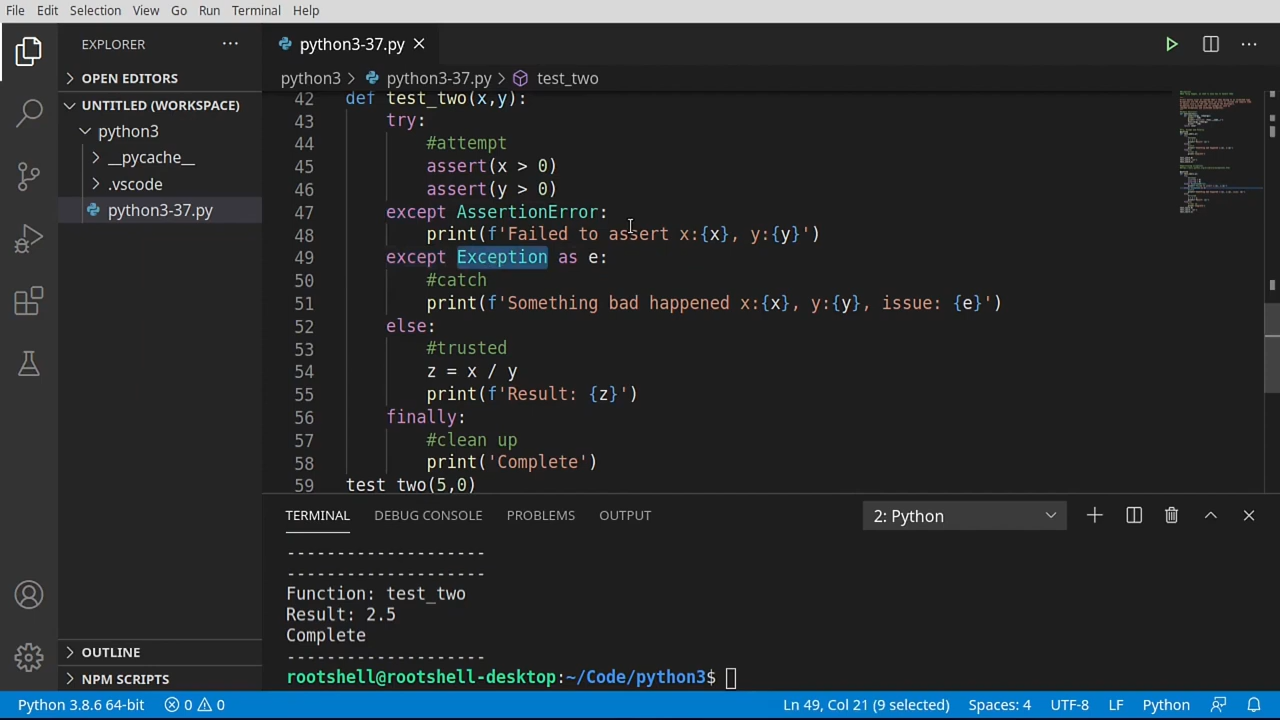 File Edit Selection View Go Run Terminal Help
EXPLORER ···
python3-37.py
OPEN EDITORS
python3 > python3-37.py > test_two
UNTITLED (WORKSPACE)
python3
__pycache__
.vscode
python3-37.py
42 def test_two(x,y):
43 try:
44 #attempt
45 assert(x > 0)
46 assert(y > 0)
47 except AssertionError:
48 print(f'Failed to assert x:{x}, y:{y}')
49 except Exception as e:
50 #catch
51 print(f'Something bad happened x:{x}, y:{y}, issue: {e}')
52 else:
53 #trusted
54 z = x / y
55 print(f'Result: {z}')
56 finally:
57 #clean up
58 print('Complete')
59 test_two(5,0)
TERMINAL DEBUG CONSOLE PROBLEMS OUTPUT 2: Python
--------------------
--------------------
Function: test_two
Result: 2.5
Complete
--------------------
rootshell@rootshell-desktop:~/Code/python3$
OUTLINE
NPM SCRIPTS
Python 3.8.6 64-bit 0 0 Ln 49, Col 21 (9 selected) Spaces: 4 UTF-8 LF Python